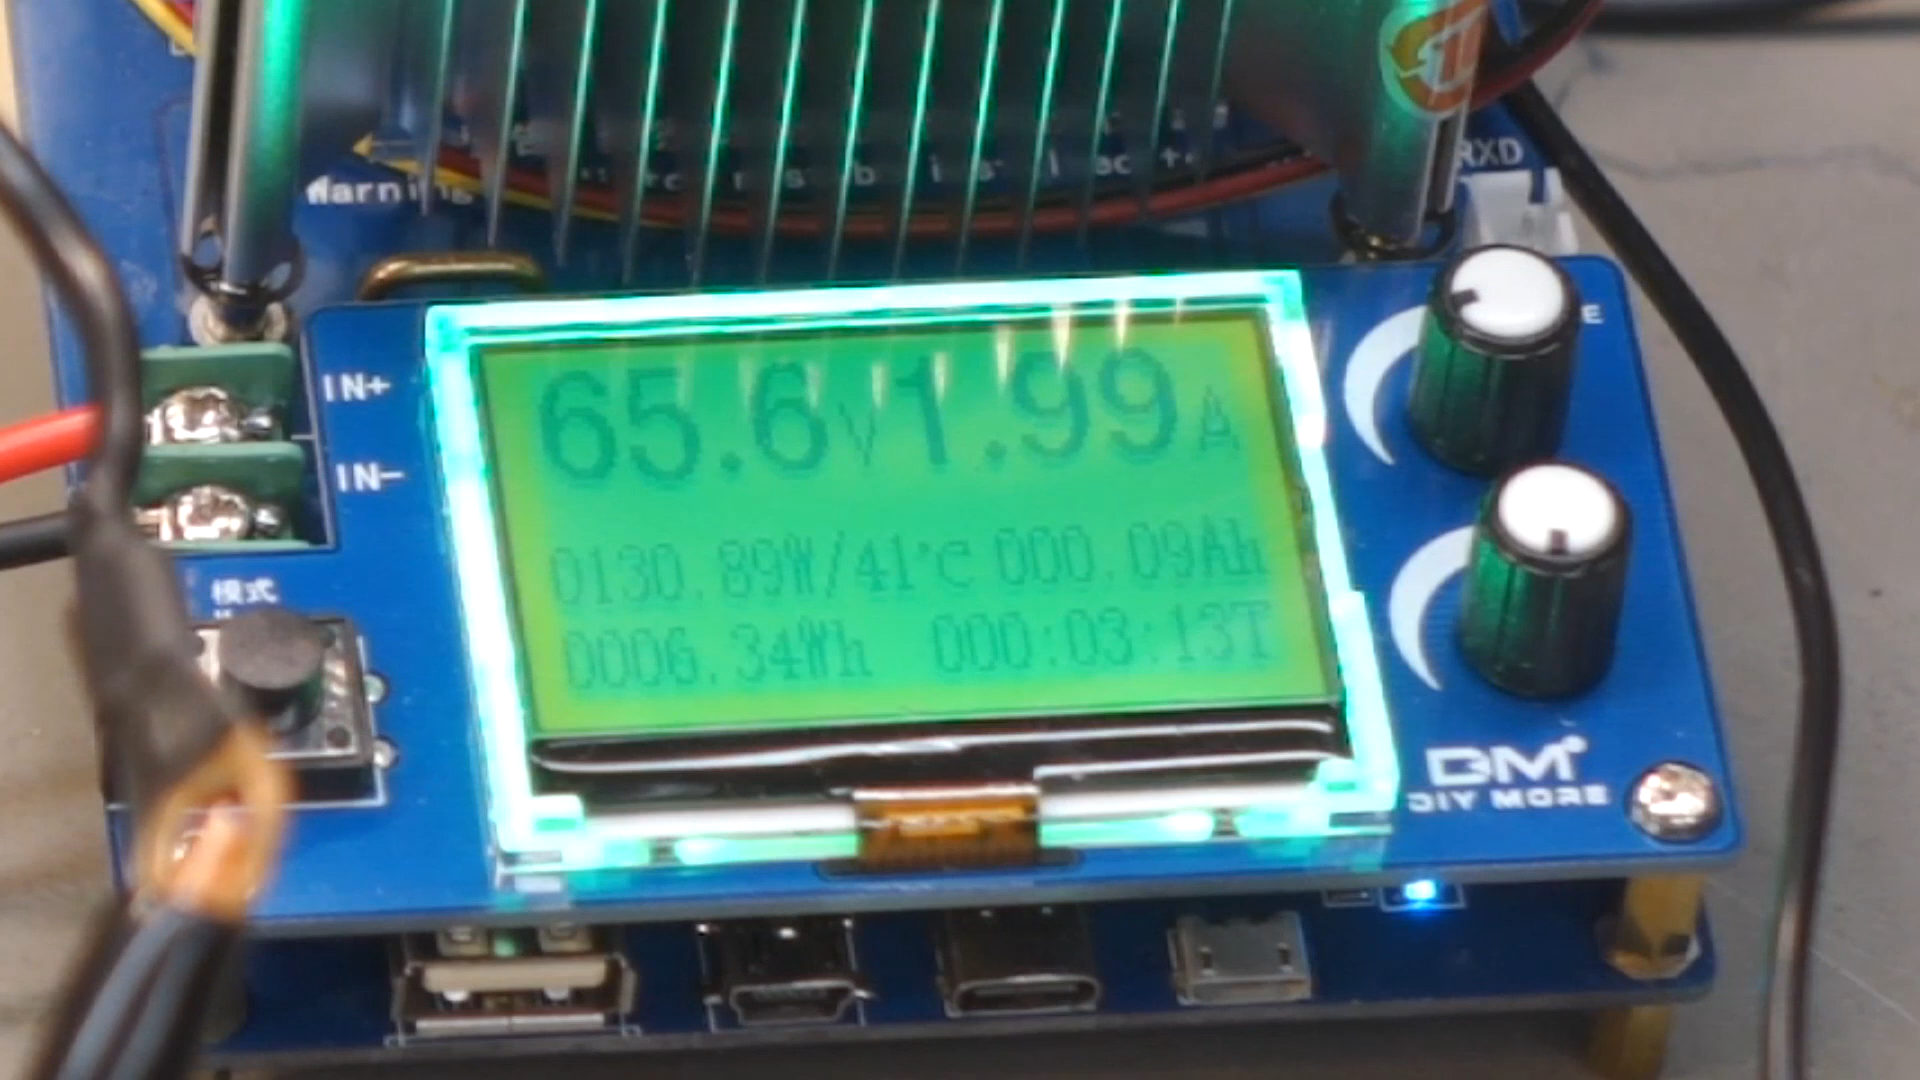 Warning
RXD
65.6V1.99A
IN+
IN-
0130.89W/41°C 000.09Ah
0006.34Wh 000:03:13T
模式
DM
DIY MORE